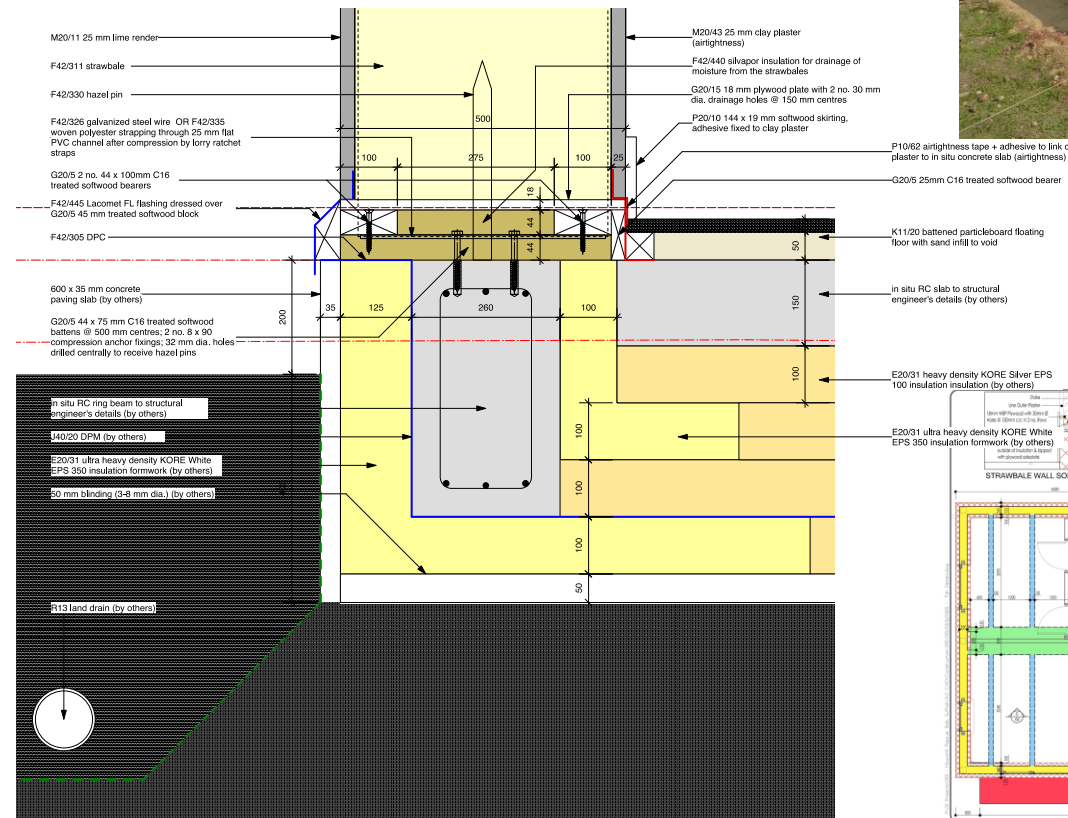 M20/11 25 mm lime render
F42/311 strawbale
F42/330 hazel pin
F42/326 galvanized steel wire OR F42/335
woven polyester strapping through 25 mm flat
PVC channel after compression by lorry ratchet
straps
G20/5 2 no. 44 x 100mm C16
treated softwood bearers
F42/445 Lacomet FL flashing dressed over
G20/5 45 mm treated softwood block
F42/305 DPC
600 x 35 mm concrete
paving slab (by others)
G20/5 44 x 75 mm C16 treated softwood
battens @ 500 mm centres; 2 no. 8 x 90
compression anchor fixings; 32 mm dia. holes
drilled centrally to receive hazel pins
in situ RC ring beam to structural
engineer's details (by others)
J40/20 DPM (by others)
E20/31 ultra heavy density KORE White
EPS 350 insulation formwork (by others)
50 mm blinding (3-8 mm dia.) (by others)
R13 land drain (by others)
500
100
275
100
25
18
44
44
50
200
35
125
260
100
150
100
100
100
100
50
M20/43 25 mm clay plaster
(airtightness)
F42/440 silvapor insulation for drainage of
moisture from the strawbales
G20/15 18 mm plywood plate with 2 no. 30 mm
dia. drainage holes @ 150 mm centres
P20/10 144 x 19 mm softwood skirting,
adhesive fixed to clay plaster
P10/62 airtightness tape + adhesive to link
plaster to in situ concrete slab (airtightness)
G20/5 25mm C16 treated softwood bearer
K11/20 battened particleboard floating
floor with sand infill to void
in situ RC slab to structural
engineer's details (by others)
E20/31 heavy density KORE Silver EPS
100 insulation insulation (by others)
E20/31 ultra heavy density KORE White
EPS 350 insulation formwork (by others)
Stake
Line Outer Plaster
outside of insulation & lapped
with plywood soleplate
STRAWBALE WALL